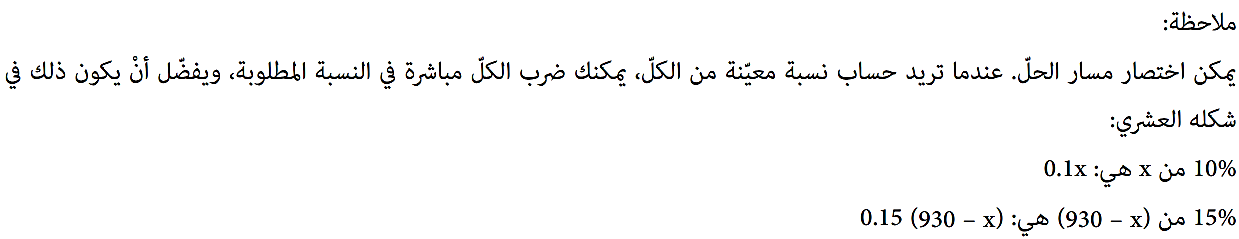 ملاحظة:
يمكن اختصار مسار الحلّ. عندما تريد حساب نسبة معيّنة من الكلّ، يمكنك ضرب الكلّ مباشرة في النسبة المطلوبة، ويفضّل أنْ يكون ذلك في
شكله العشري:
10% من x هي: 0.1x
15% من (930 – x) هي: 0.15 (930 – x)